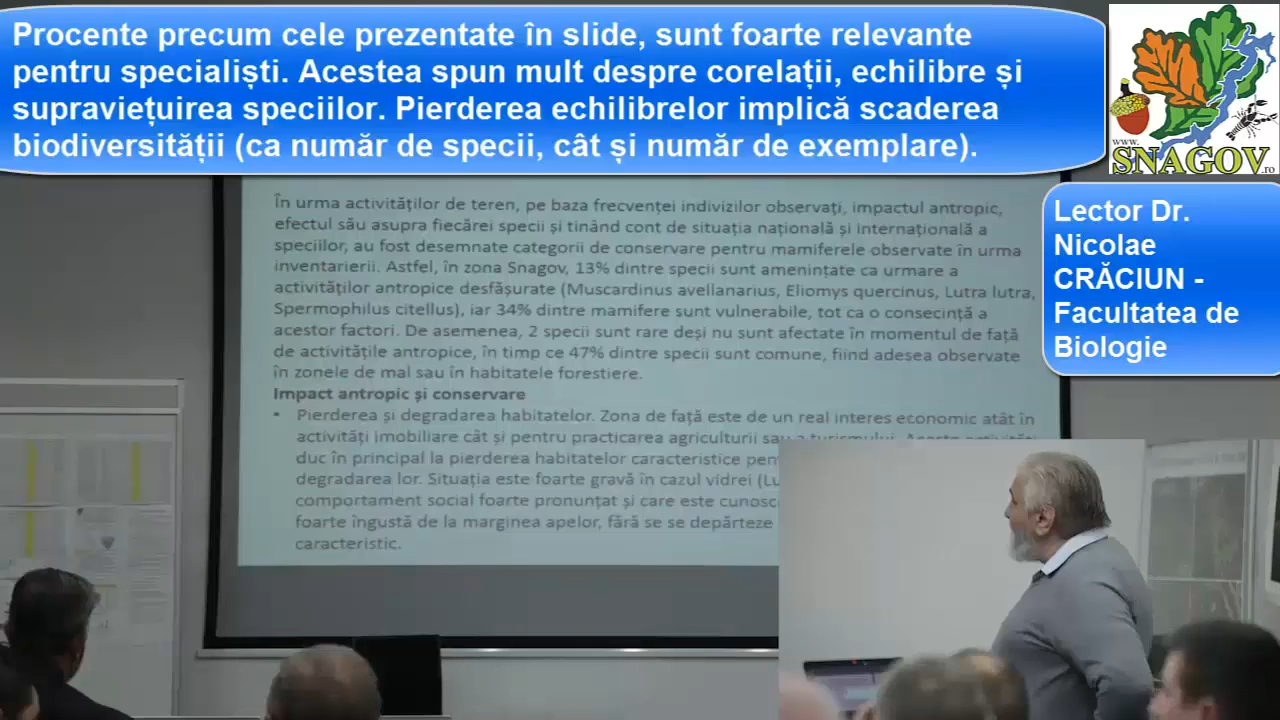 Procente precum cele prezentate în slide, sunt foarte relevante
pentru specialiști. Acestea spun mult despre corelații, echilibre și
supraviețuirea speciilor. Pierderea echilibrelor implică scaderea
biodiversității (ca număr de specii, cât și număr de exemplare).
www.
SNAGOV.ro
Lector Dr.
Nicolae
CRĂCIUN -
Facultatea de
Biologie
În urma activităților de teren, pe baza frecvenței indivizilor observați, impactul antropic,
efectul său asupra fiecărei specii și tinând cont de situația națională și internațională a
speciilor, au fost desemnate categorii de conservare pentru mamiferele observate în urma
inventarierii. Astfel, în zona Snagov, 13% dintre specii sunt amenințate ca urmare a
activităților antropice desfășurate (Muscardinus avellanarius, Eliomys quercinus, Lutra lutra,
Spermophilus citellus), iar 34% dintre mamifere sunt vulnerabile, tot ca o consecință a
acestor factori. De asemenea, 2 specii sunt rare deși nu sunt afectate în momentul de față
de activitățile antropice, în timp ce 47% dintre specii sunt comune, fiind adesea observate
în zonele de mal sau în habitatele forestiere.
Impact antropic și conservare
• Pierderea și degradarea habitatelor. Zona de față este de un real interes economic atât în
activități imobiliare cât și pentru practicarea agriculturii sau a turismului. Aceste
duc în principal la pierderea habitatelor caracteristice
degradarea lor. Situația este foarte gravă în cazul vidrei
comportament social foarte pronunțat și care este
foarte îngustă de la marginea apelor, fără se se depărteze
caracteristic.